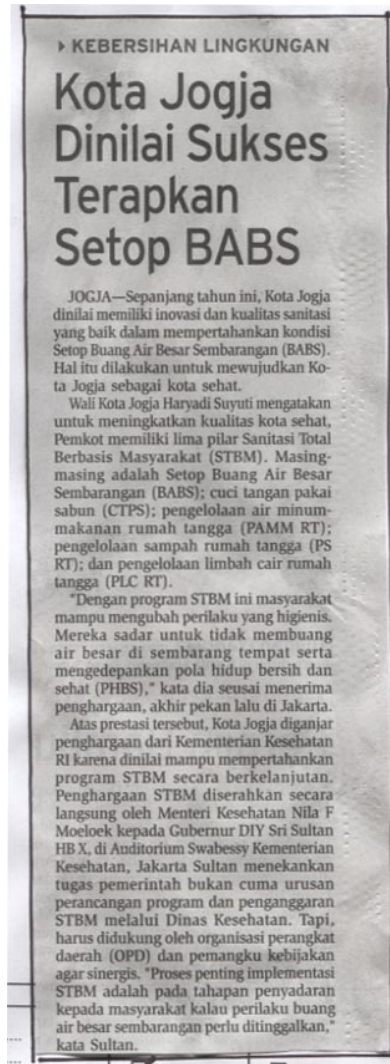 KEBERSIHAN LINGKUNGAN
Kota Jogja
Dinilai Sukses
Terapkan
Setop BABS
JOGJA—Sepanjang tahun ini, Kota Jogja
dinilai memiliki inovasi dan kualitas sanitasi
yang baik dalam mempertahankan kondisi
Setop Buang Air Besar Sembarangan (BABS).
Hal itu dilakukan untuk mewujudkan Ko-
ta Jogja sebagai kota sehat.
Wali Kota Jogja Haryadi Suyuti mengatakan
untuk meningkatkan kualitas kota sehat,
Pemkot memiliki lima pilar Sanitasi Total
Berbasis Masyarakat (STBM). Masing-
masing adalah Setop Buang Air Besar
Sembarangan (BABS); cuci tangan pakai
sabun (CTPS); pengelolaan air minum-
makanan rumah tangga (PAMM RT);
pengelolaan sampah rumah tangga (PS
RT); dan pengelolaan limbah cair rumah
tangga (PLC RT).
"Dengan program STBM ini masyarakat
mampu mengubah perilaku yang higienis.
Mereka sadar untuk tidak membuang
air besar di sembarang tempat serta
mengedepankan pola hidup bersih dan
sehat (PHBS)," kata dia seusai menerima
penghargaan, akhir pekan lalu di Jakarta.
Atas prestasi tersebut, Kota Jogja diganjar
penghargaan dari Kementerian Kesehatan
RI karena dinilai mampu mempertahankan
program STBM secara berkelanjutan.
Penghargaan STBM diserahkan secara
langsung oleh Menteri Kesehatan Nila F
Moeloek kepada Gubernur DIY Sri Sultan
HB X, di Auditorium Swabessy Kementerian
Kesehatan, Jakarta Sultan menekankan
tugas pemerintah bukan cuma urusan
perancangan program dan penganggaran
STBM melalui Dinas Kesehatan. Tapi,
harus didukung oleh organisasi perangkat
daerah (OPD) dan pemangku kebijakan
agar sinergis. "Proses penting implementasi
STBM adalah pada tahapan penyadaran
kepada masyarakat kalau perilaku buang
air besar sembarangan perlu ditinggalkan,"
kata Sultan.